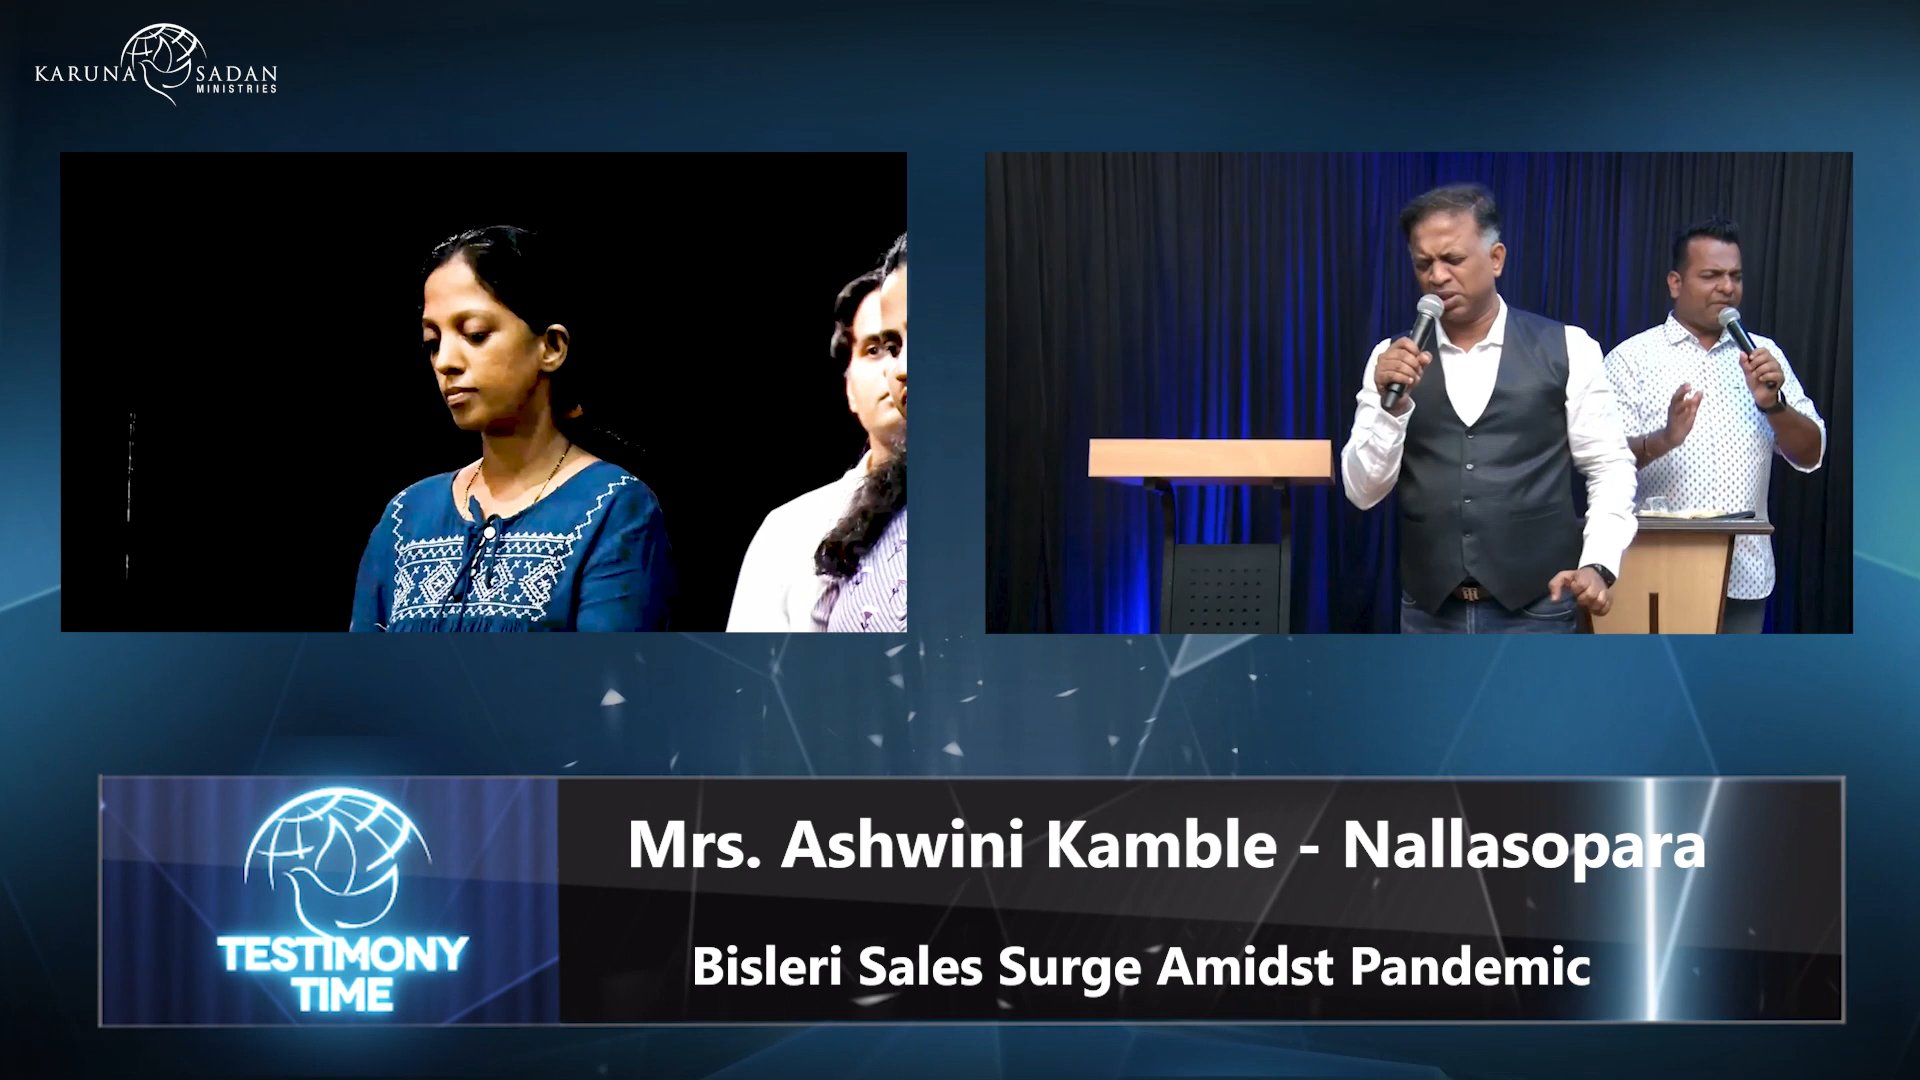 KARUNA SADAN
MINISTRIES
TESTIMONY
TIME
Mrs. Ashwini Kamble - Nallasopara
Bisleri Sales Surge Amidst Pandemic